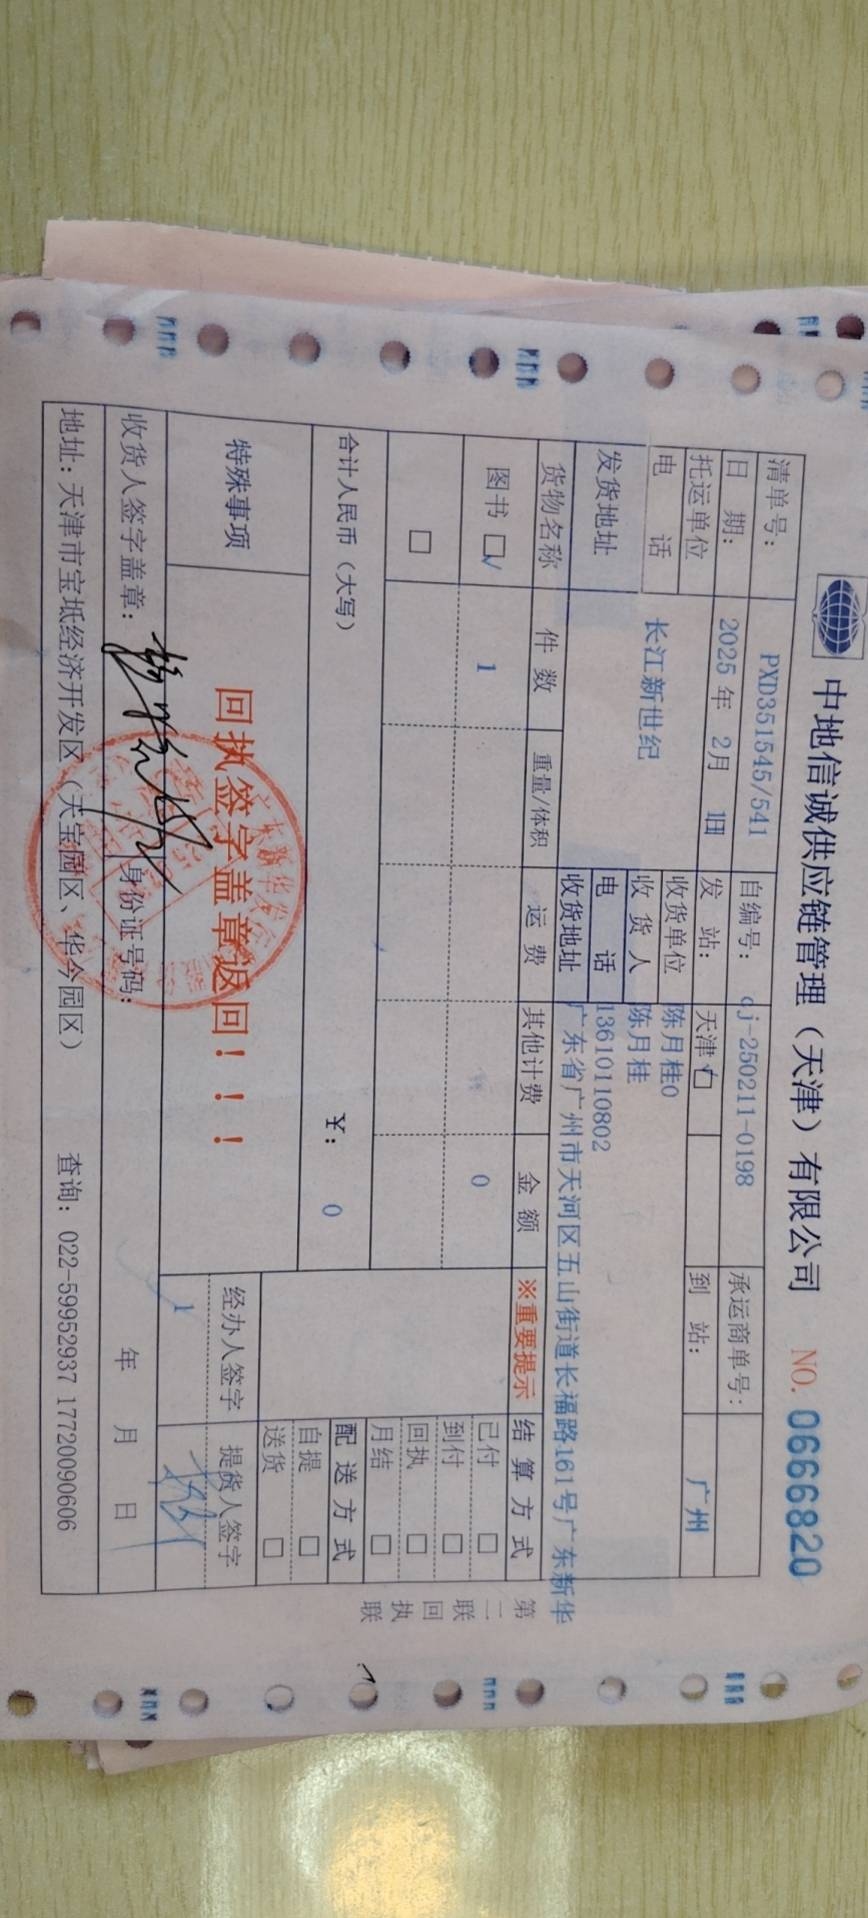 中地信诚供应链管理（天津）有限公司 NO. 0666820
清单号： PXD351545/541 自编号： cj-250211-0198 承运商单号：
日 期： 2025 年 2月 1日 发 站： 天津 到 站： 广州
托运单位 长江新世纪 收货单位 陈月桂0
电 话 收 货 人 陈月桂
电 话 13610110802
发货地址 收货地址 广东省广州市天河区五山街道长福路161号广东新华
货物名称 件 数 重量/体积 运 费 其他计费 金 额 ※重要提示 结 算 方 式
图书 □√ 1 0 已付 □
到付 □
□ 回执 □
月结 □
合计人民币（大写） ￥： 0 配 送 方 式
自提 □
送货 □
特殊事项 回执签字盖章返回！！！ 经办人签字 提货人签字
1
收货人签字盖章： 身份证号码： 年 月 日
地址：天津市宝坻经济开发区（天宝园区、华今园区） 查询： 022-59952937 17720090606
第二联 回执联